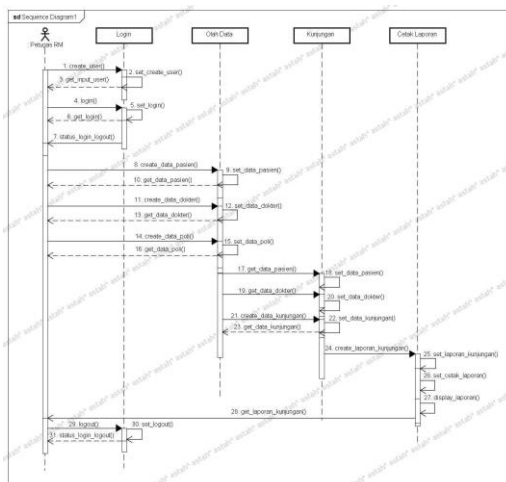 sd Sequence Diagram1
Petugas RM
Login
Olah Data
Kunjungan
Cetak Laporan
1: create_user()
2: set_create_user()
3: get_input_user()
4: login()
5: set_login()
6: get_login()
7: status_login_logout()
8: create_data_pasien()
9: set_data_pasien()
10: get_data_pasien()
11: create_data_dokter()
12: set_data_dokter()
13: get_data_dokter()
14: create_data_poli()
15: set_data_poli()
16: get_data_poli()
17: get_data_pasien()
18: set_data_pasien()
19: get_data_dokter()
20: set_data_dokter()
21: create_data_kunjungan()
22: set_data_kunjungan()
23: get_data_kunjungan()
24: create_laporan_kunjungan()
25: set_laporan_kunjungan()
26: set_cetak_laporan()
27: display_laporan()
28: get_laporan_kunjungan()
29: logout()
30: set_logout()
31: status_login_logout()